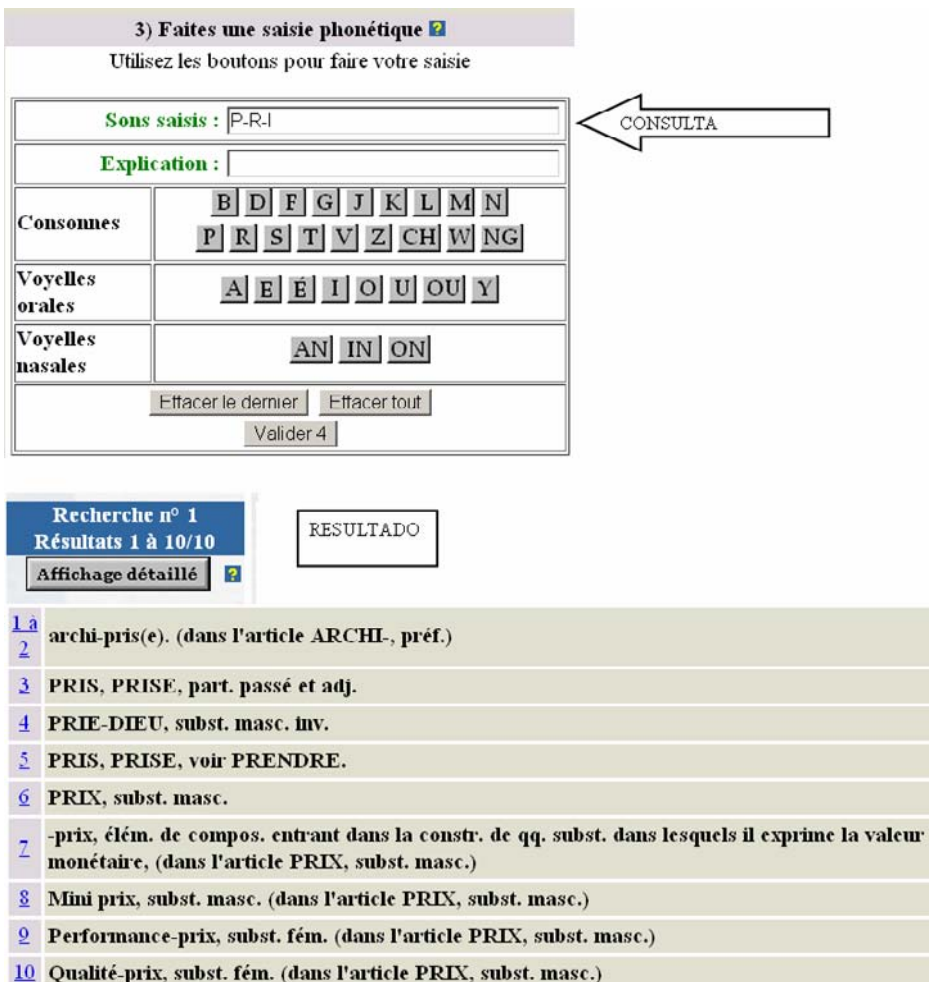 3) Faites une saisie phonétique ?
Utilisez les boutons pour faire votre saisie
Sons saisis : P-R-I
CONSULTA
Explication :
Consonnes
B D F G J K L M N
P R S T V Z CH W NG
Voyelles
orales
A E É I O U OU Y
Voyelles
nasales
AN IN ON
Effacer le dernier Effacer tout
Valider 4
Recherche n° 1
Résultats 1 à 10/10
Affichage détaillé ?
RESULTADO
1 à
2
archi-pris(e). (dans l'article ARCHI-, préf.)
3 PRIS, PRISE, part. passé et adj.
4 PRIE-DIEU, subst. masc. inv.
5 PRIS, PRISE, voir PRENDRE.
6 PRIX, subst. masc.
7 -prix, élém. de compos. entrant dans la constr. de qq. subst. dans lesquels il exprime la valeur
monétaire, (dans l'article PRIX, subst. masc.)
8 Mini prix, subst. masc. (dans l'article PRIX, subst. masc.)
9 Performance-prix, subst. fém. (dans l'article PRIX, subst. masc.)
10 Qualité-prix, subst. fém. (dans l'article PRIX, subst. masc.)